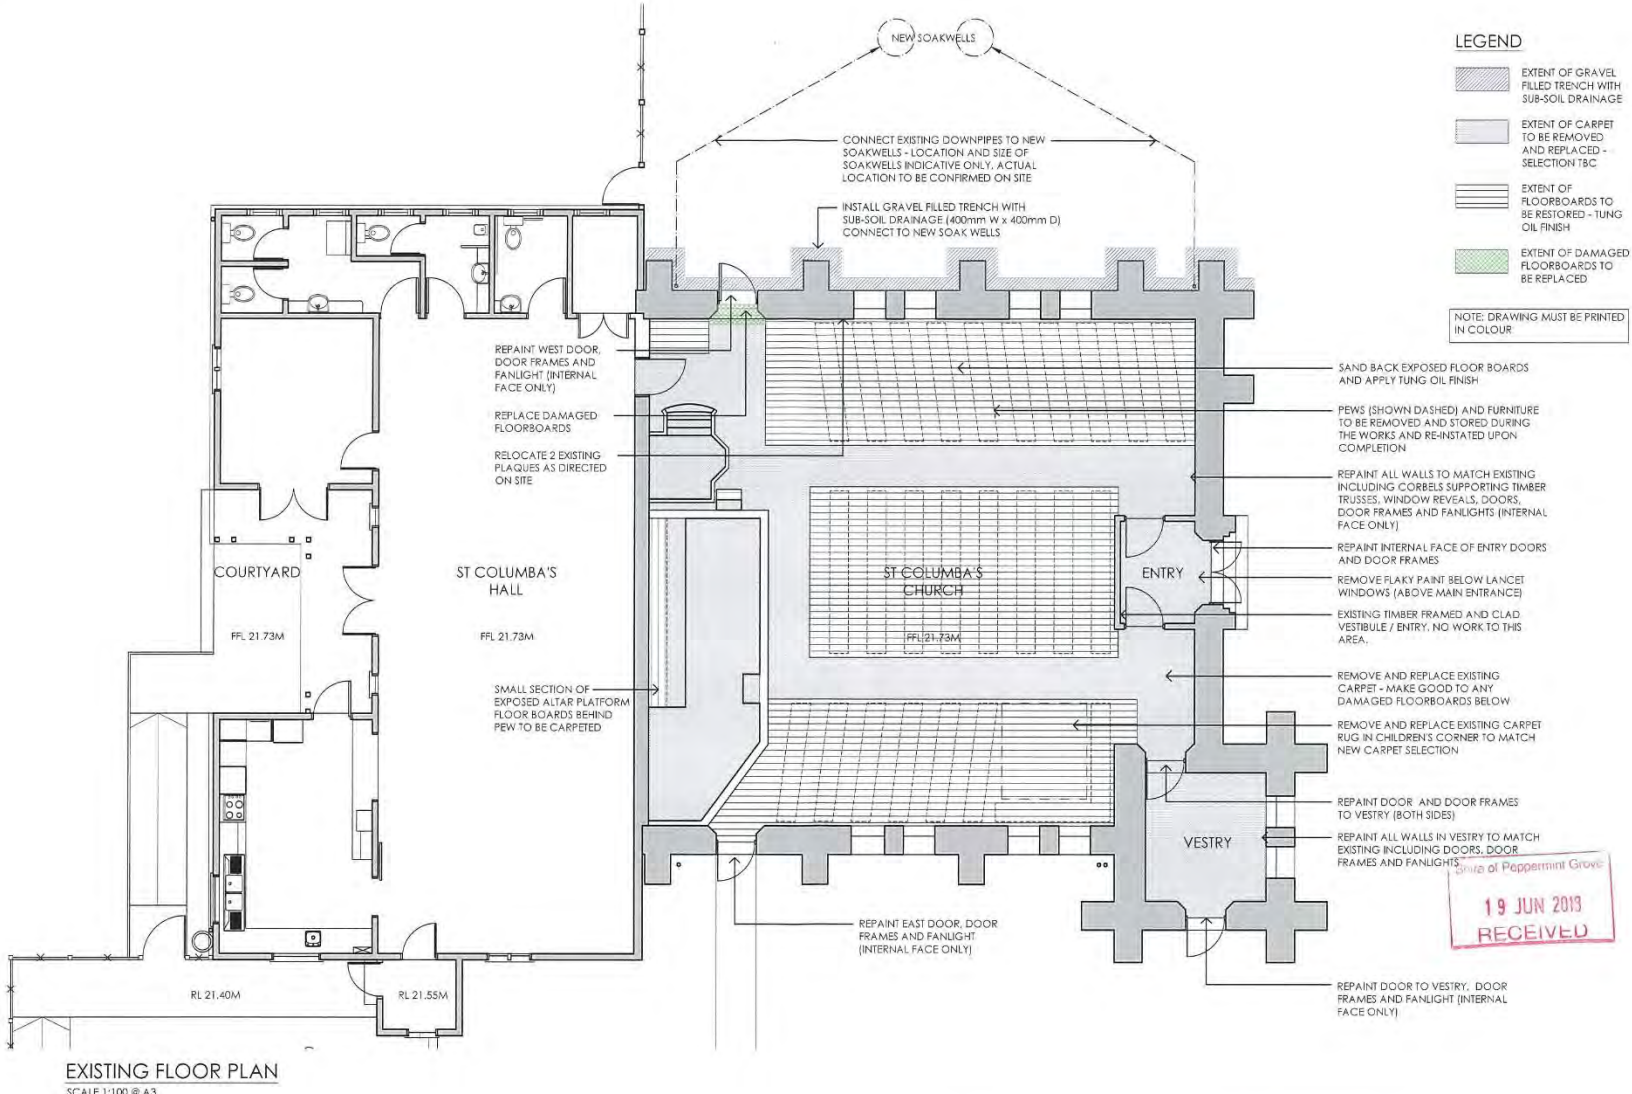 NEW SOAKWELLS
CONNECT EXISTING DOWNPIPES TO NEW
SOAKWELLS - LOCATION AND SIZE OF
SOAKWELLS INDICATIVE ONLY, ACTUAL
LOCATION TO BE CONFIRMED ON SITE
INSTALL GRAVEL FILLED TRENCH WITH
SUB-SOIL DRAINAGE (400mm W x 400mm D)
CONNECT TO NEW SOAK WELLS
LEGEND
EXTENT OF GRAVEL
FILLED TRENCH WITH
SUB-SOIL DRAINAGE
EXTENT OF CARPET
TO BE REMOVED
AND REPLACED -
SELECTION TBC
EXTENT OF
FLOORBOARDS TO
BE RESTORED - TUNG
OIL FINISH
EXTENT OF DAMAGED
FLOORBOARDS TO
BE REPLACED
NOTE: DRAWING MUST BE PRINTED
IN COLOUR
REPAINT WEST DOOR,
DOOR FRAMES AND
FANLIGHT (INTERNAL
FACE ONLY)
REPLACE DAMAGED
FLOORBOARDS
RELOCATE 2 EXISTING
PLAQUES AS DIRECTED
ON SITE
COURTYARD
FFL 21.73M
ST COLUMBA'S
HALL
FFL 21.73M
ST COLUMBA'S
CHURCH
FFL 21.73M
ENTRY
SMALL SECTION OF
EXPOSED ALTAR PLATFORM
FLOOR BOARDS BEHIND
PEW TO BE CARPETED
SAND BACK EXPOSED FLOOR BOARDS
AND APPLY TUNG OIL FINISH
PEWS (SHOWN DASHED) AND FURNITURE
TO BE REMOVED AND STORED DURING
THE WORKS AND RE-INSTATED UPON
COMPLETION
REPAINT ALL WALLS TO MATCH EXISTING
INCLUDING CORBELS SUPPORTING TIMBER
TRUSSES, WINDOW REVEALS, DOORS,
DOOR FRAMES AND FANLIGHTS (INTERNAL
FACE ONLY)
REPAINT INTERNAL FACE OF ENTRY DOORS
AND DOOR FRAMES
REMOVE FLAKY PAINT BELOW LANCET
WINDOWS (ABOVE MAIN ENTRANCE)
EXISTING TIMBER FRAMED AND CLAD
VESTIBULE / ENTRY. NO WORK TO THIS
AREA.
REMOVE AND REPLACE EXISTING
CARPET - MAKE GOOD TO ANY
DAMAGED FLOORBOARDS BELOW
REMOVE AND REPLACE EXISTING CARPET
RUG IN CHILDREN'S CORNER TO MATCH
NEW CARPET SELECTION
REPAINT DOOR AND DOOR FRAMES
TO VESTRY (BOTH SIDES)
REPAINT ALL WALLS IN VESTRY TO MATCH
EXISTING INCLUDING DOORS, DOOR
FRAMES AND FANLIGHTS
VESTRY
Shire of Peppermint Grove
19 JUN 2013
RECEIVED
REPAINT EAST DOOR, DOOR
FRAMES AND FANLIGHT
(INTERNAL FACE ONLY)
REPAINT DOOR TO VESTRY, DOOR
FRAMES AND FANLIGHT (INTERNAL
FACE ONLY)
RL 21.40M
RL 21.55M
EXISTING FLOOR PLAN
SCALE 1:100 @ A3